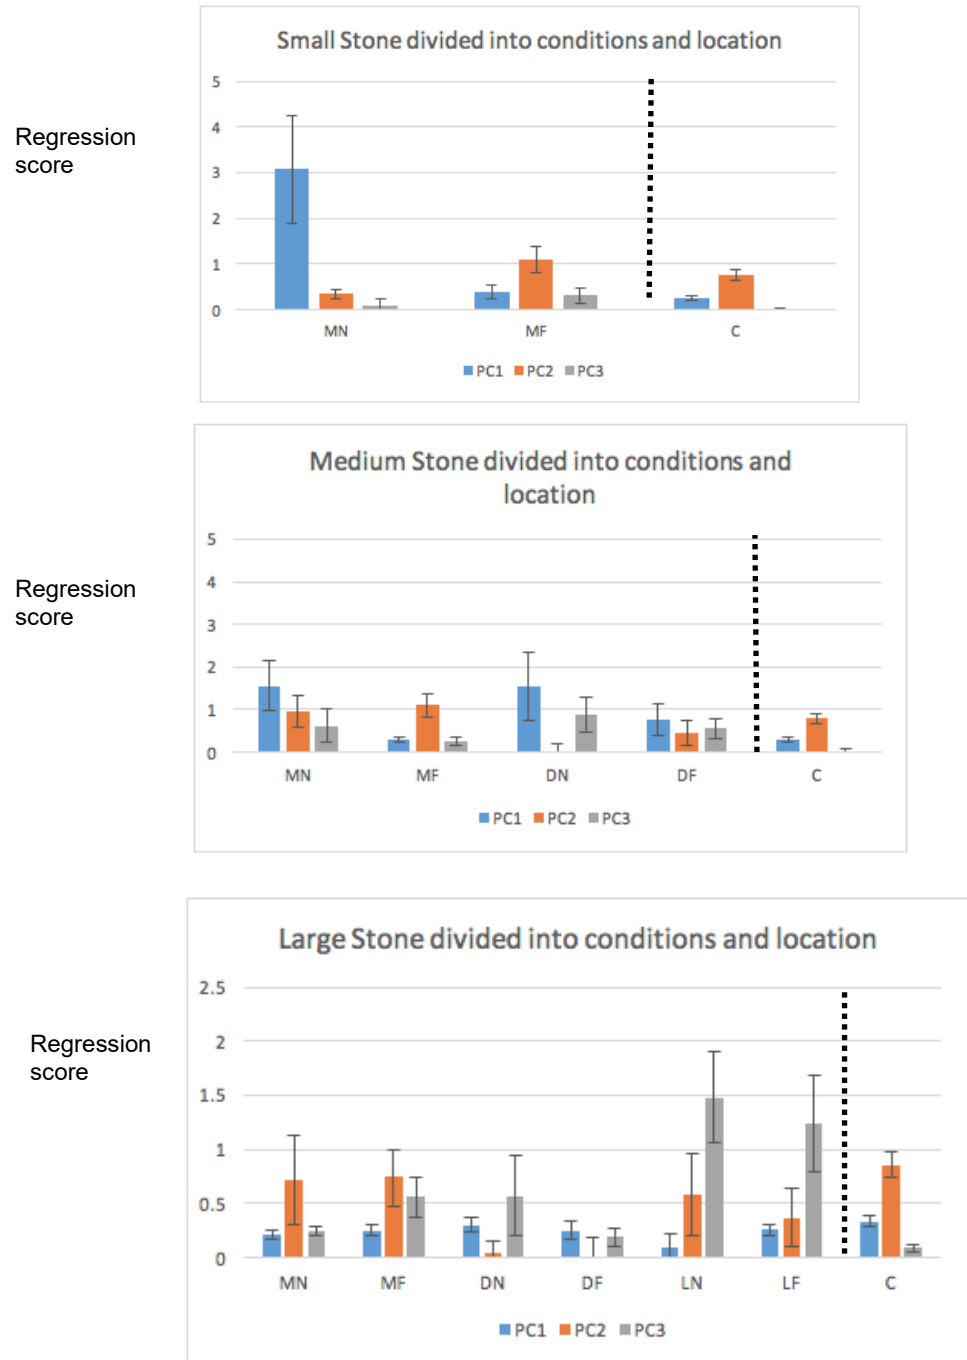 Small Stone divided into conditions and location
Regression
score
5
4
3
2
1
0
MN MF C
PC1 PC2 PC3
Medium Stone divided into conditions and
location
Regression
score
5
4
3
2
1
0
MN MF DN DF C
PC1 PC2 PC3
Large Stone divided into conditions and location
Regression
score
2.5
2
1.5
1
0.5
0
MN MF DN DF LN LF C
PC1 PC2 PC3